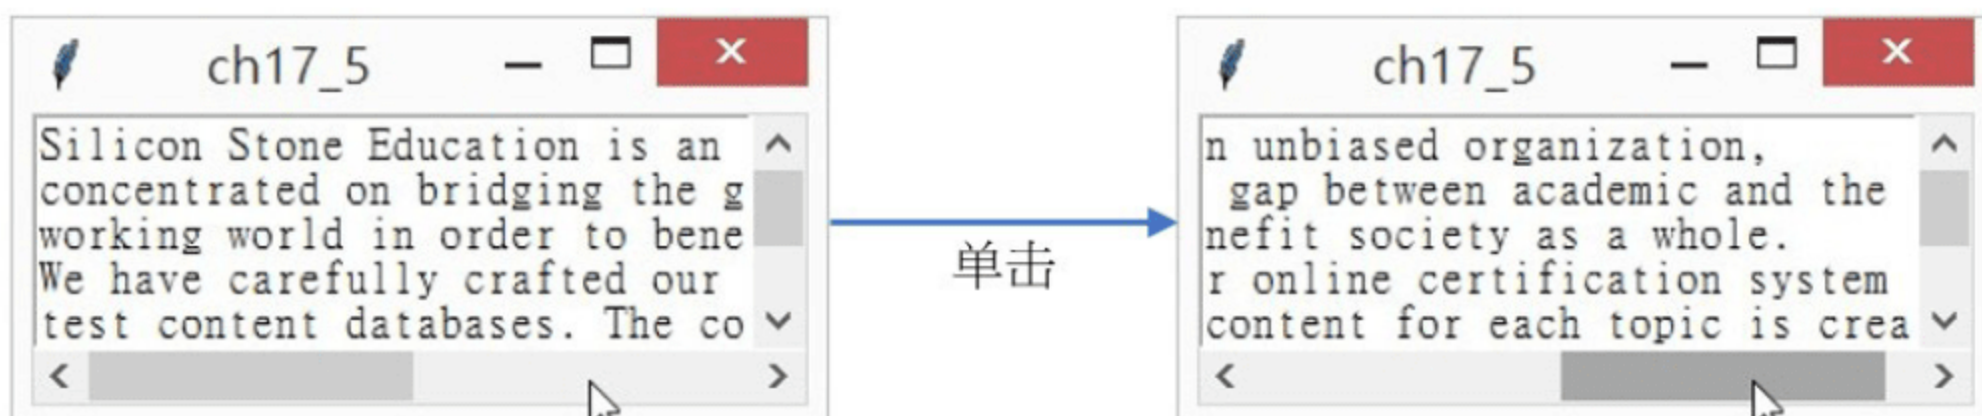 ch17_5
Silicon Stone Education is an
concentrated on bridging the g
working world in order to bene
We have carefully crafted our
test content databases. The co
单击
ch17_5
n unbiased organization,
gap between academic and the
nefit society as a whole.
r online certification system
content for each topic is crea